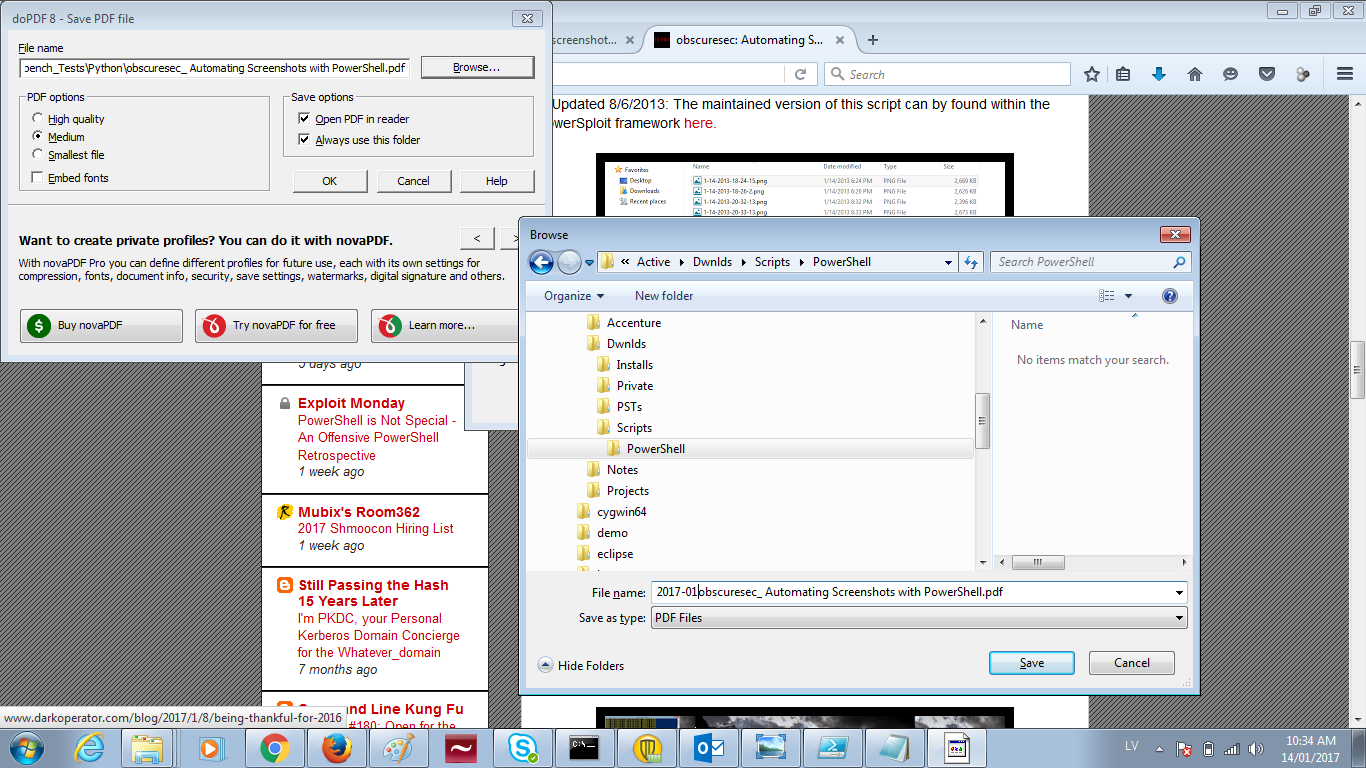 doPDF 8 - Save PDF file
File name
bench_Tests\Python\obscuresec_ Automating Screenshots with PowerShell.pdf
Browse...
PDF options
High quality
Medium
Smallest file
Embed fonts
Save options
Open PDF in reader
Always use this folder
OK
Cancel
Help
Want to create private profiles? You can do it with novaPDF.
<
>
With novaPDF Pro you can define different profiles for future use, each with its own settings for
compression, fonts, document info, security, save settings, watermarks, digital signature and others.
Buy novaPDF
Try novaPDF for free
Learn more...
screenshot...
obscuresec: Automating S...
Search
Updated 8/6/2013: The maintained version of this script can by found within the
owerSploit framework here.
Favorites
Desktop
Downloads
Recent places
Name Date modified Type Size
1-14-2013-18-24-15.png 1/14/2013 6:24 PM PNG File 2,669 KB
1-14-2013-18-26-2.png 1/14/2013 6:26 PM PNG File 2,626 KB
1-14-2013-20-32-13.png 1/14/2013 8:32 PM PNG File 2,396 KB
1-14-2013-20-33-13.png 1/14/2013 8:33 PM PNG File 2,673 KB
Browse
« Active Dwnlds Scripts PowerShell
Search PowerShell
Organize
New folder
Accenture
Dwnlds
Installs
Private
PSTs
Scripts
PowerShell
Notes
Projects
cygwin64
demo
eclipse
Name
No items match your search.
File name: 2017-01obscuresec_ Automating Screenshots with PowerShell.pdf
Save as type: PDF Files
Hide Folders
Save
Cancel
5 days ago
Exploit Monday
PowerShell is Not Special -
An Offensive PowerShell
Retrospective
1 week ago
Mubix's Room362
2017 Shmoocon Hiring List
1 week ago
Still Passing the Hash
15 Years Later
I'm PKDC, your Personal
Kerberos Domain Concierge
for the Whatever_domain
7 months ago
and Line Kung Fu
#180: Open for the
www.darkoperator.com/blog/2017/1/8/being-thankful-for-2016
LV
10:34 AM
14/01/2017